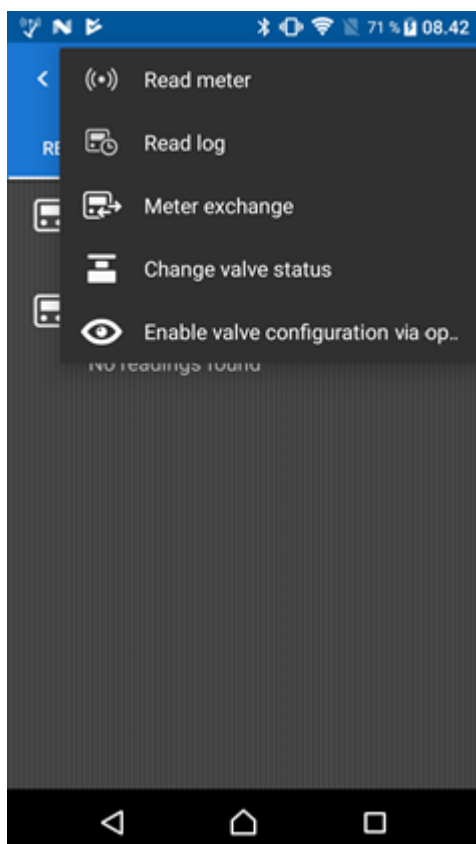 71 % 08.42
Read meter
RE
Read log
Meter exchange
Change valve status
Enable valve configuration via op..
No readings found